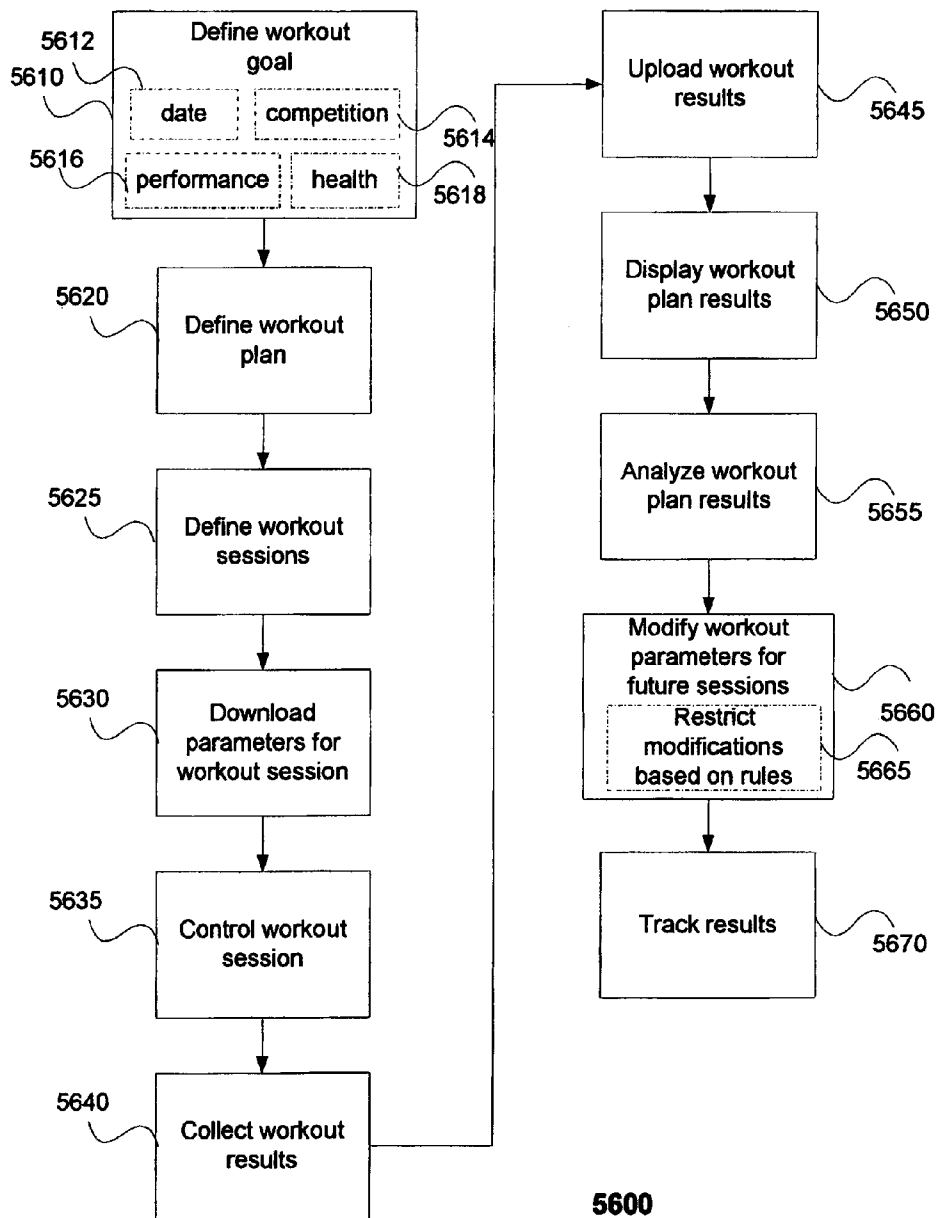 5612
5610
Define workout
goal
date
competition
5614
5616
performance
health
5618
5620
Define workout
plan
5625
Define workout
sessions
5630
Download
parameters for
workout session
5635
Control workout
session
5640
Collect workout
results
Upload workout
results
5645
Display workout
plan results
5650
Analyze workout
plan results
5655
Modify workout
parameters for
future sessions
5660
Restrict
modifications
based on rules
5665
Track results
5670
5600